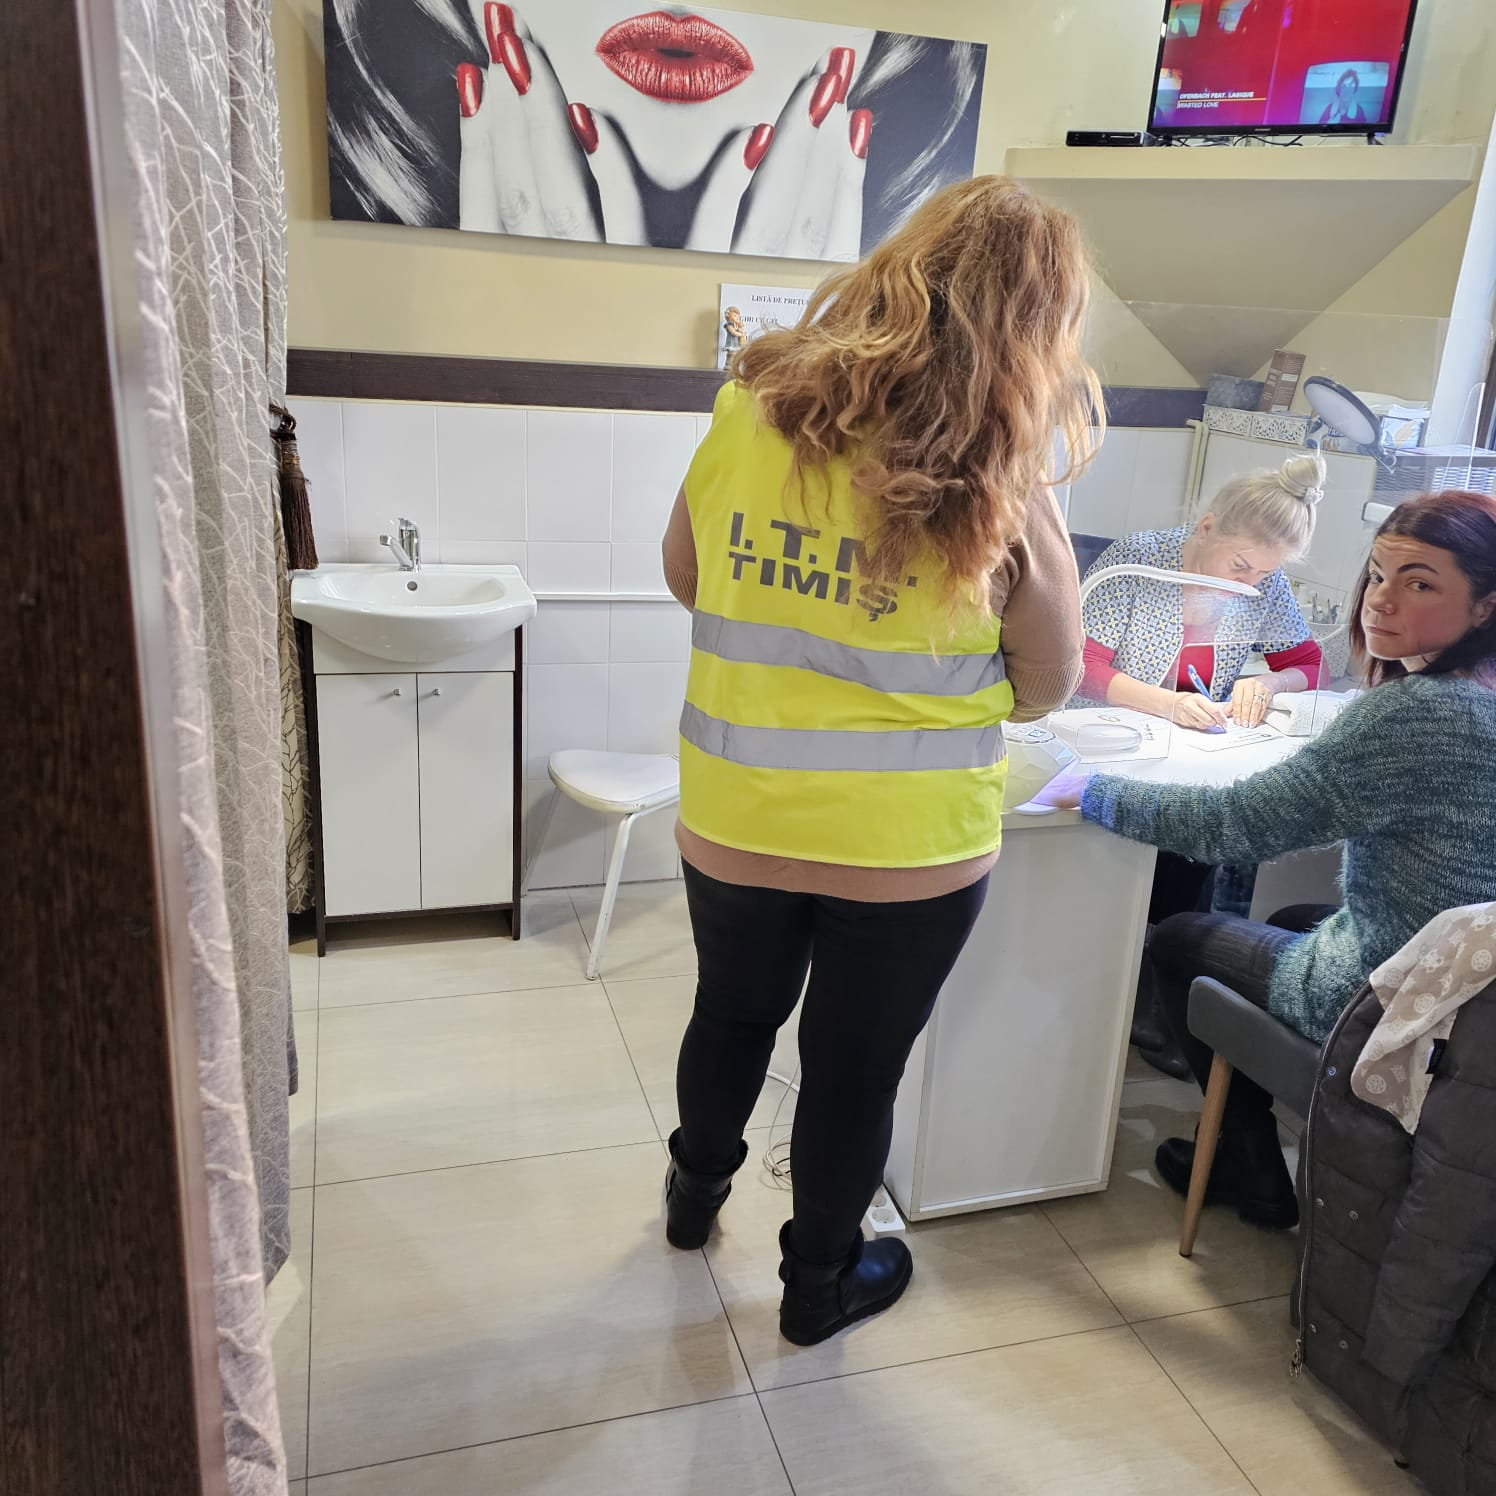 OFENBACH FEAT. LAGIQUE
WASTED LOVE
LISTĂ DE PREȚURI
I. T. M.
TIMIȘ